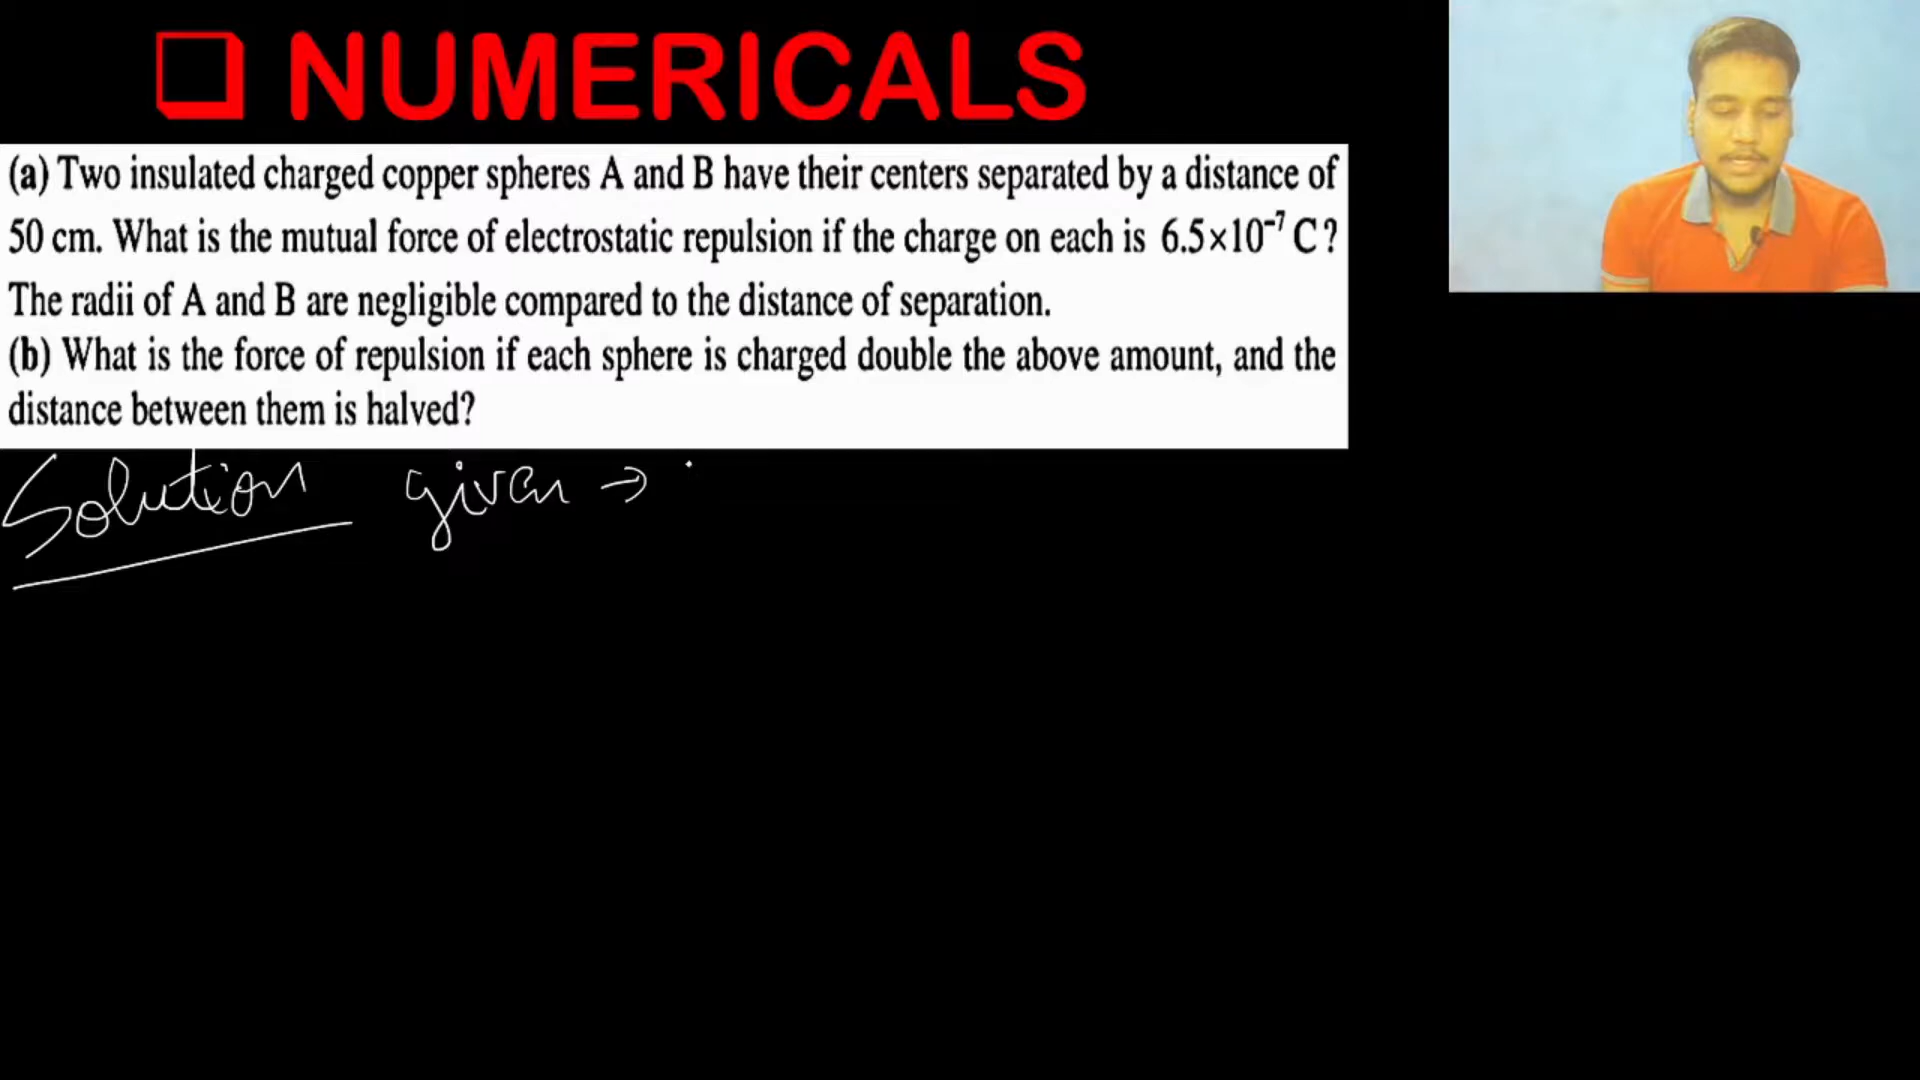 NUMERICALS
(a) Two insulated charged copper spheres A and B have their centers separated by a distance of
50 cm. What is the mutual force of electrostatic repulsion if the charge on each is 6.5×10⁻⁷ C?
The radii of A and B are negligible compared to the distance of separation.
(b) What is the force of repulsion if each sphere is charged double the above amount, and the
distance between them is halved?
Solution given →